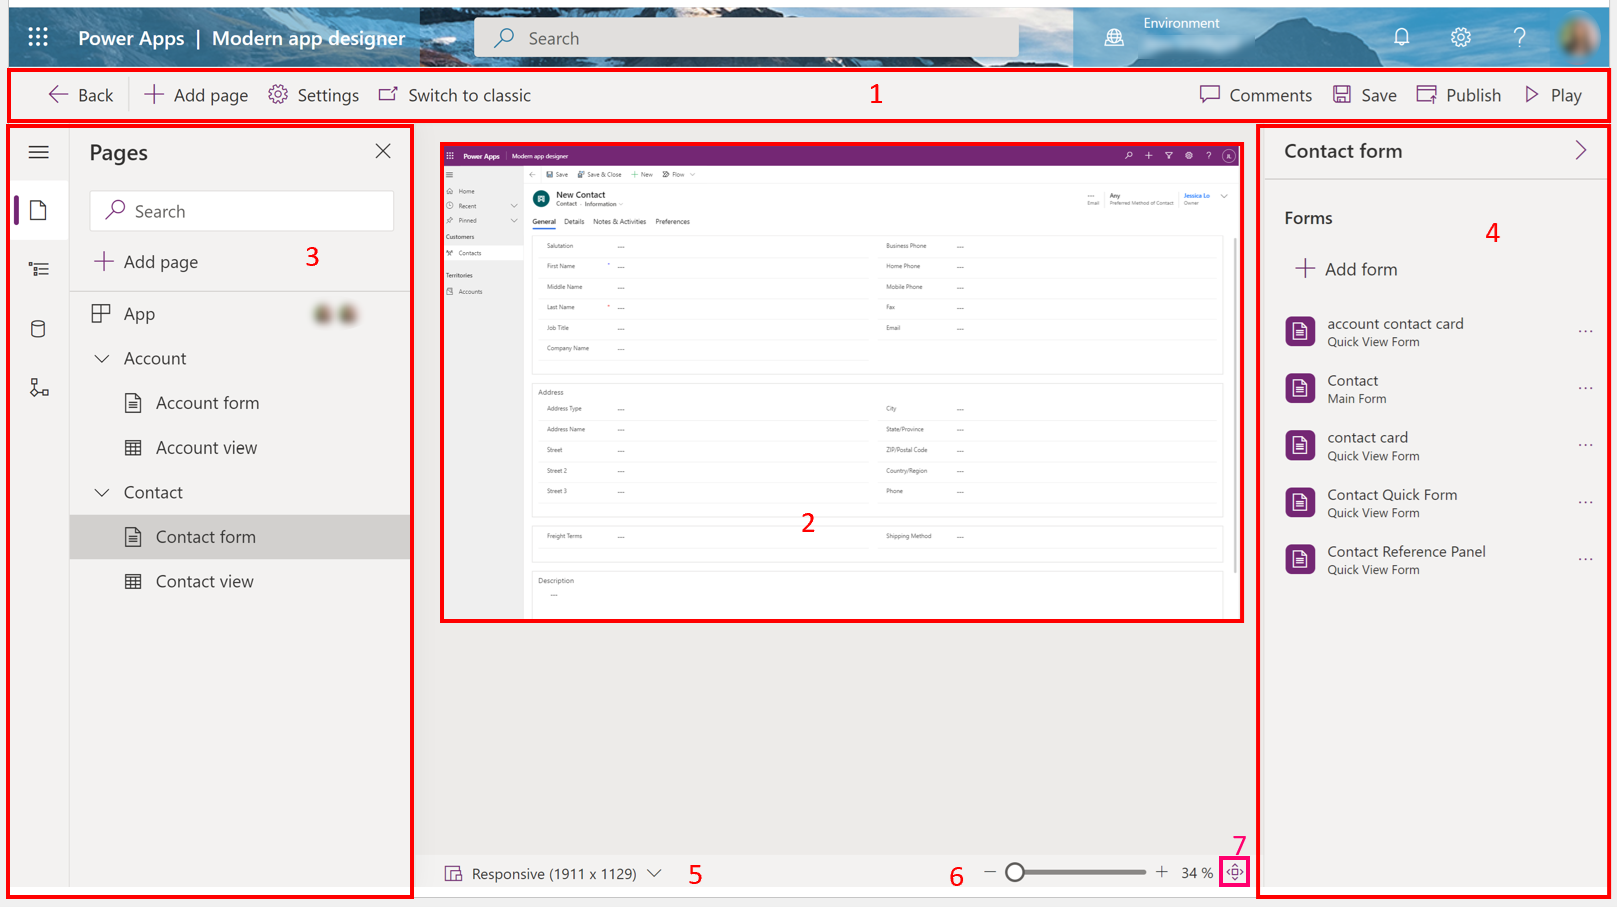 Power Apps | Modern app designer
Search
Environment
Back
Add page
Settings
Switch to classic
1
Comments
Save
Publish
Play
Pages
Search
Add page
3
App
Account
Account form
Account view
Contact
Contact form
Contact view
Power Apps | Modern app designer
?
JL
Save
Save & Close
New
Flow
Home
Recent
Pinned
Customers
Contacts
Territories
Accounts
New Contact
Contact · Information
---
Email
Any
Preferred Method of Contact
Jessica Lo
Owner
General Details Notes & Activities Preferences
Salutation ---
Business Phone ---
First Name * ---
Home Phone ---
Middle Name ---
Mobile Phone ---
Last Name * ---
Fax ---
Job Title ---
Email ---
Company Name ---
Address
Address Type ---
City ---
Address Name ---
State/Province ---
Street ---
ZIP/Postal Code ---
Street 2 ---
Country/Region ---
Street 3 ---
Phone ---
2
Freight Terms ---
Shipping Method ---
Description
---
Responsive (1911 x 1129)
5
6
34 %
7
Contact form
Forms
4
Add form
account contact card
Quick View Form
Contact
Main Form
contact card
Quick View Form
Contact Quick Form
Quick View Form
Contact Reference Panel
Quick View Form